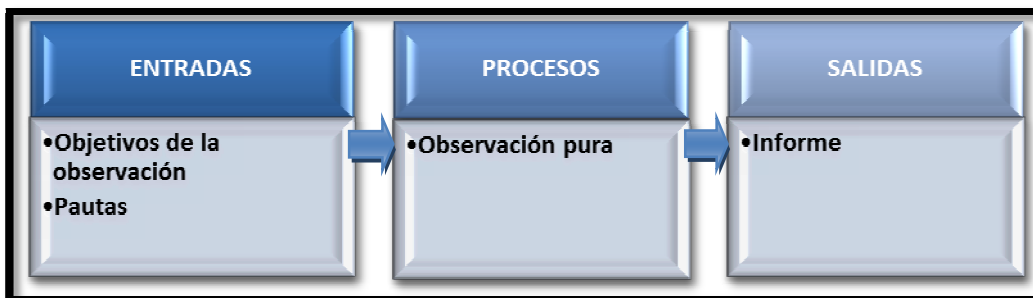 ENTRADAS
•Objetivos de la
observación
•Pautas
PROCESOS
•Observación pura
SALIDAS
•Informe